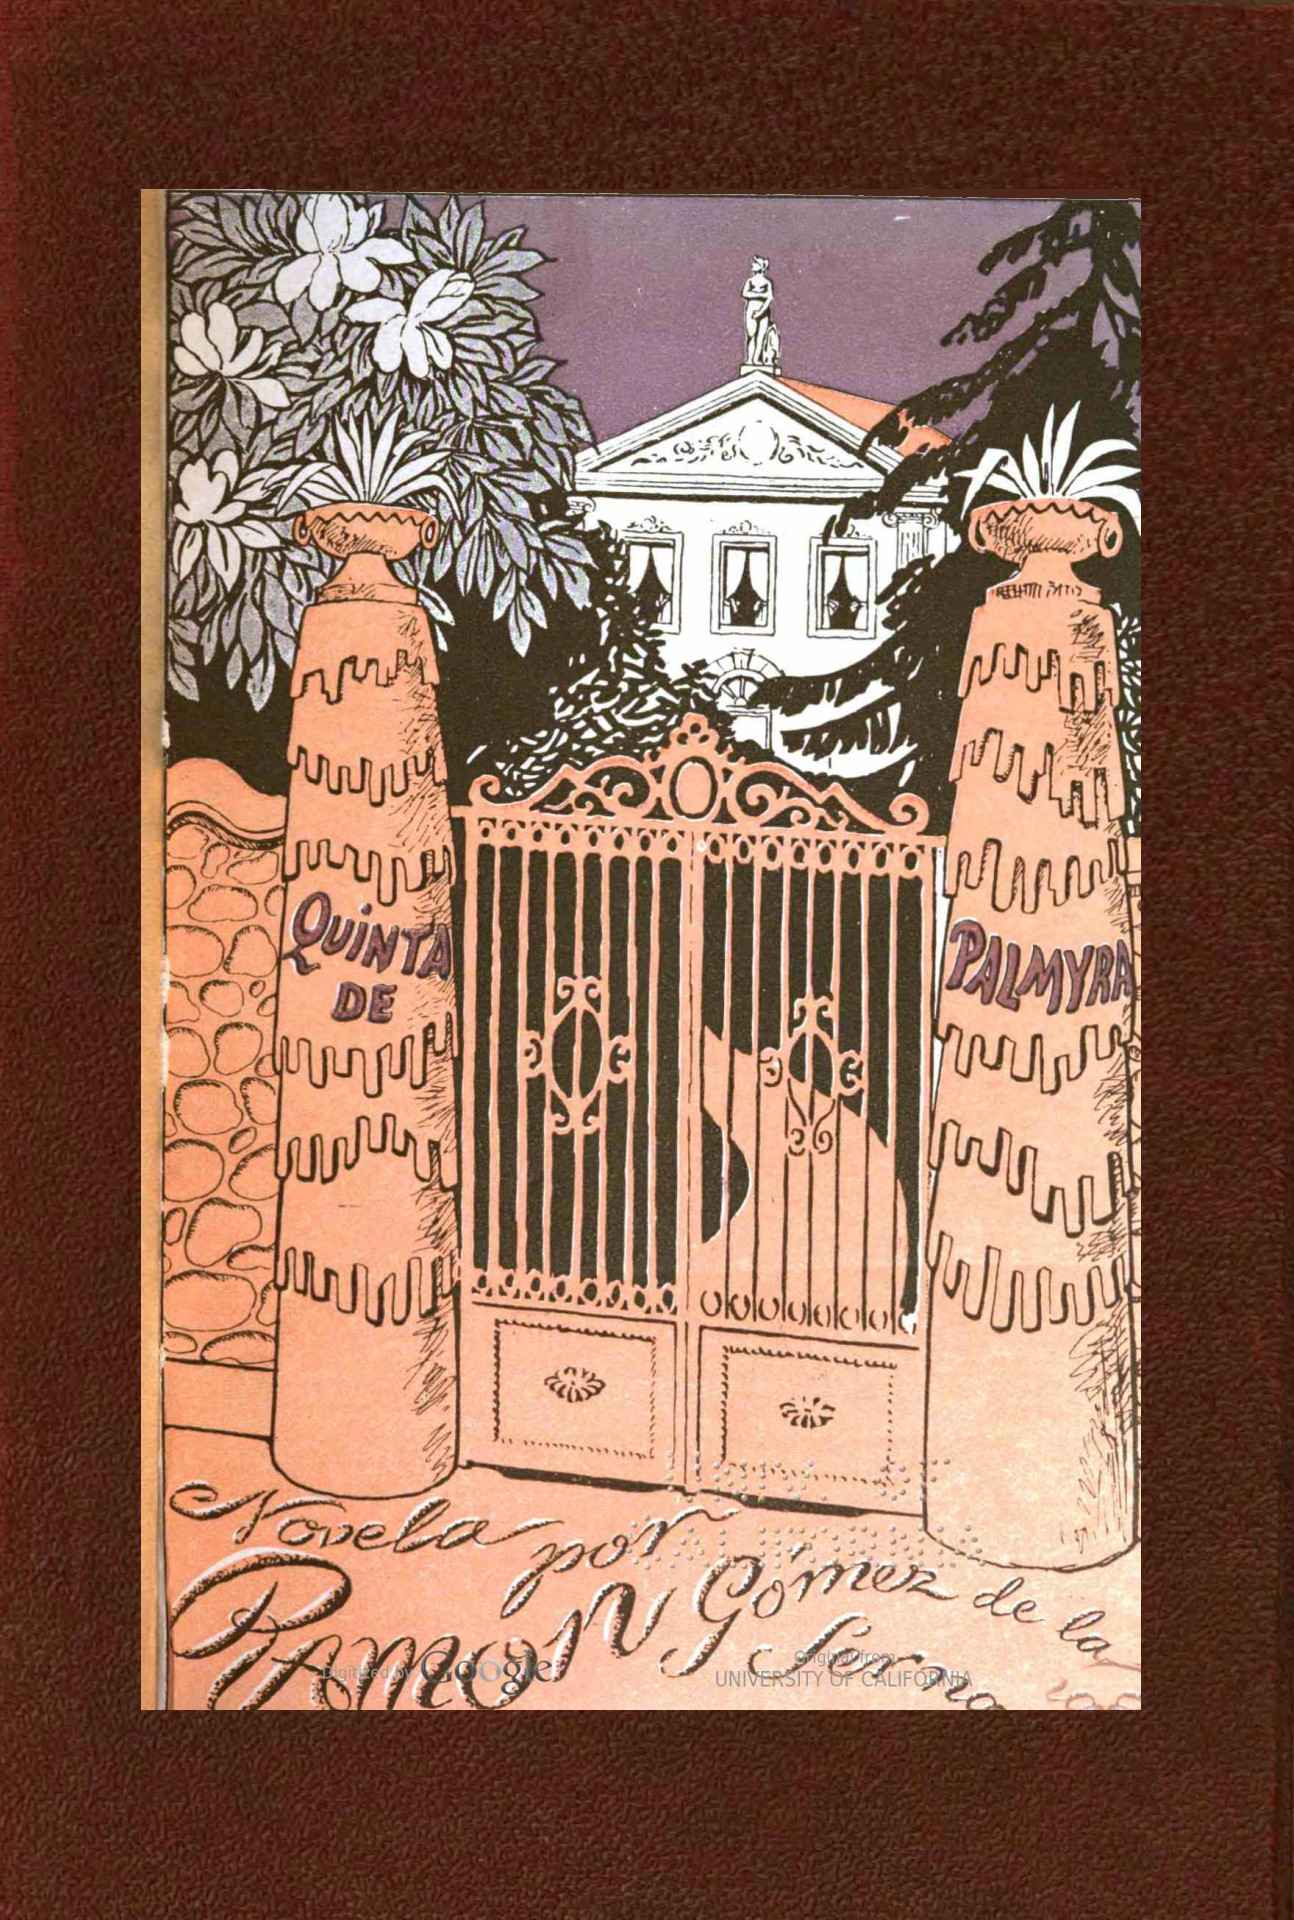 QUINTA
DE
PALMYRA
Novela por
Ramón Gómez de la
Serna
Digitized by Google
Original from
UNIVERSITY OF CALIFORNIA